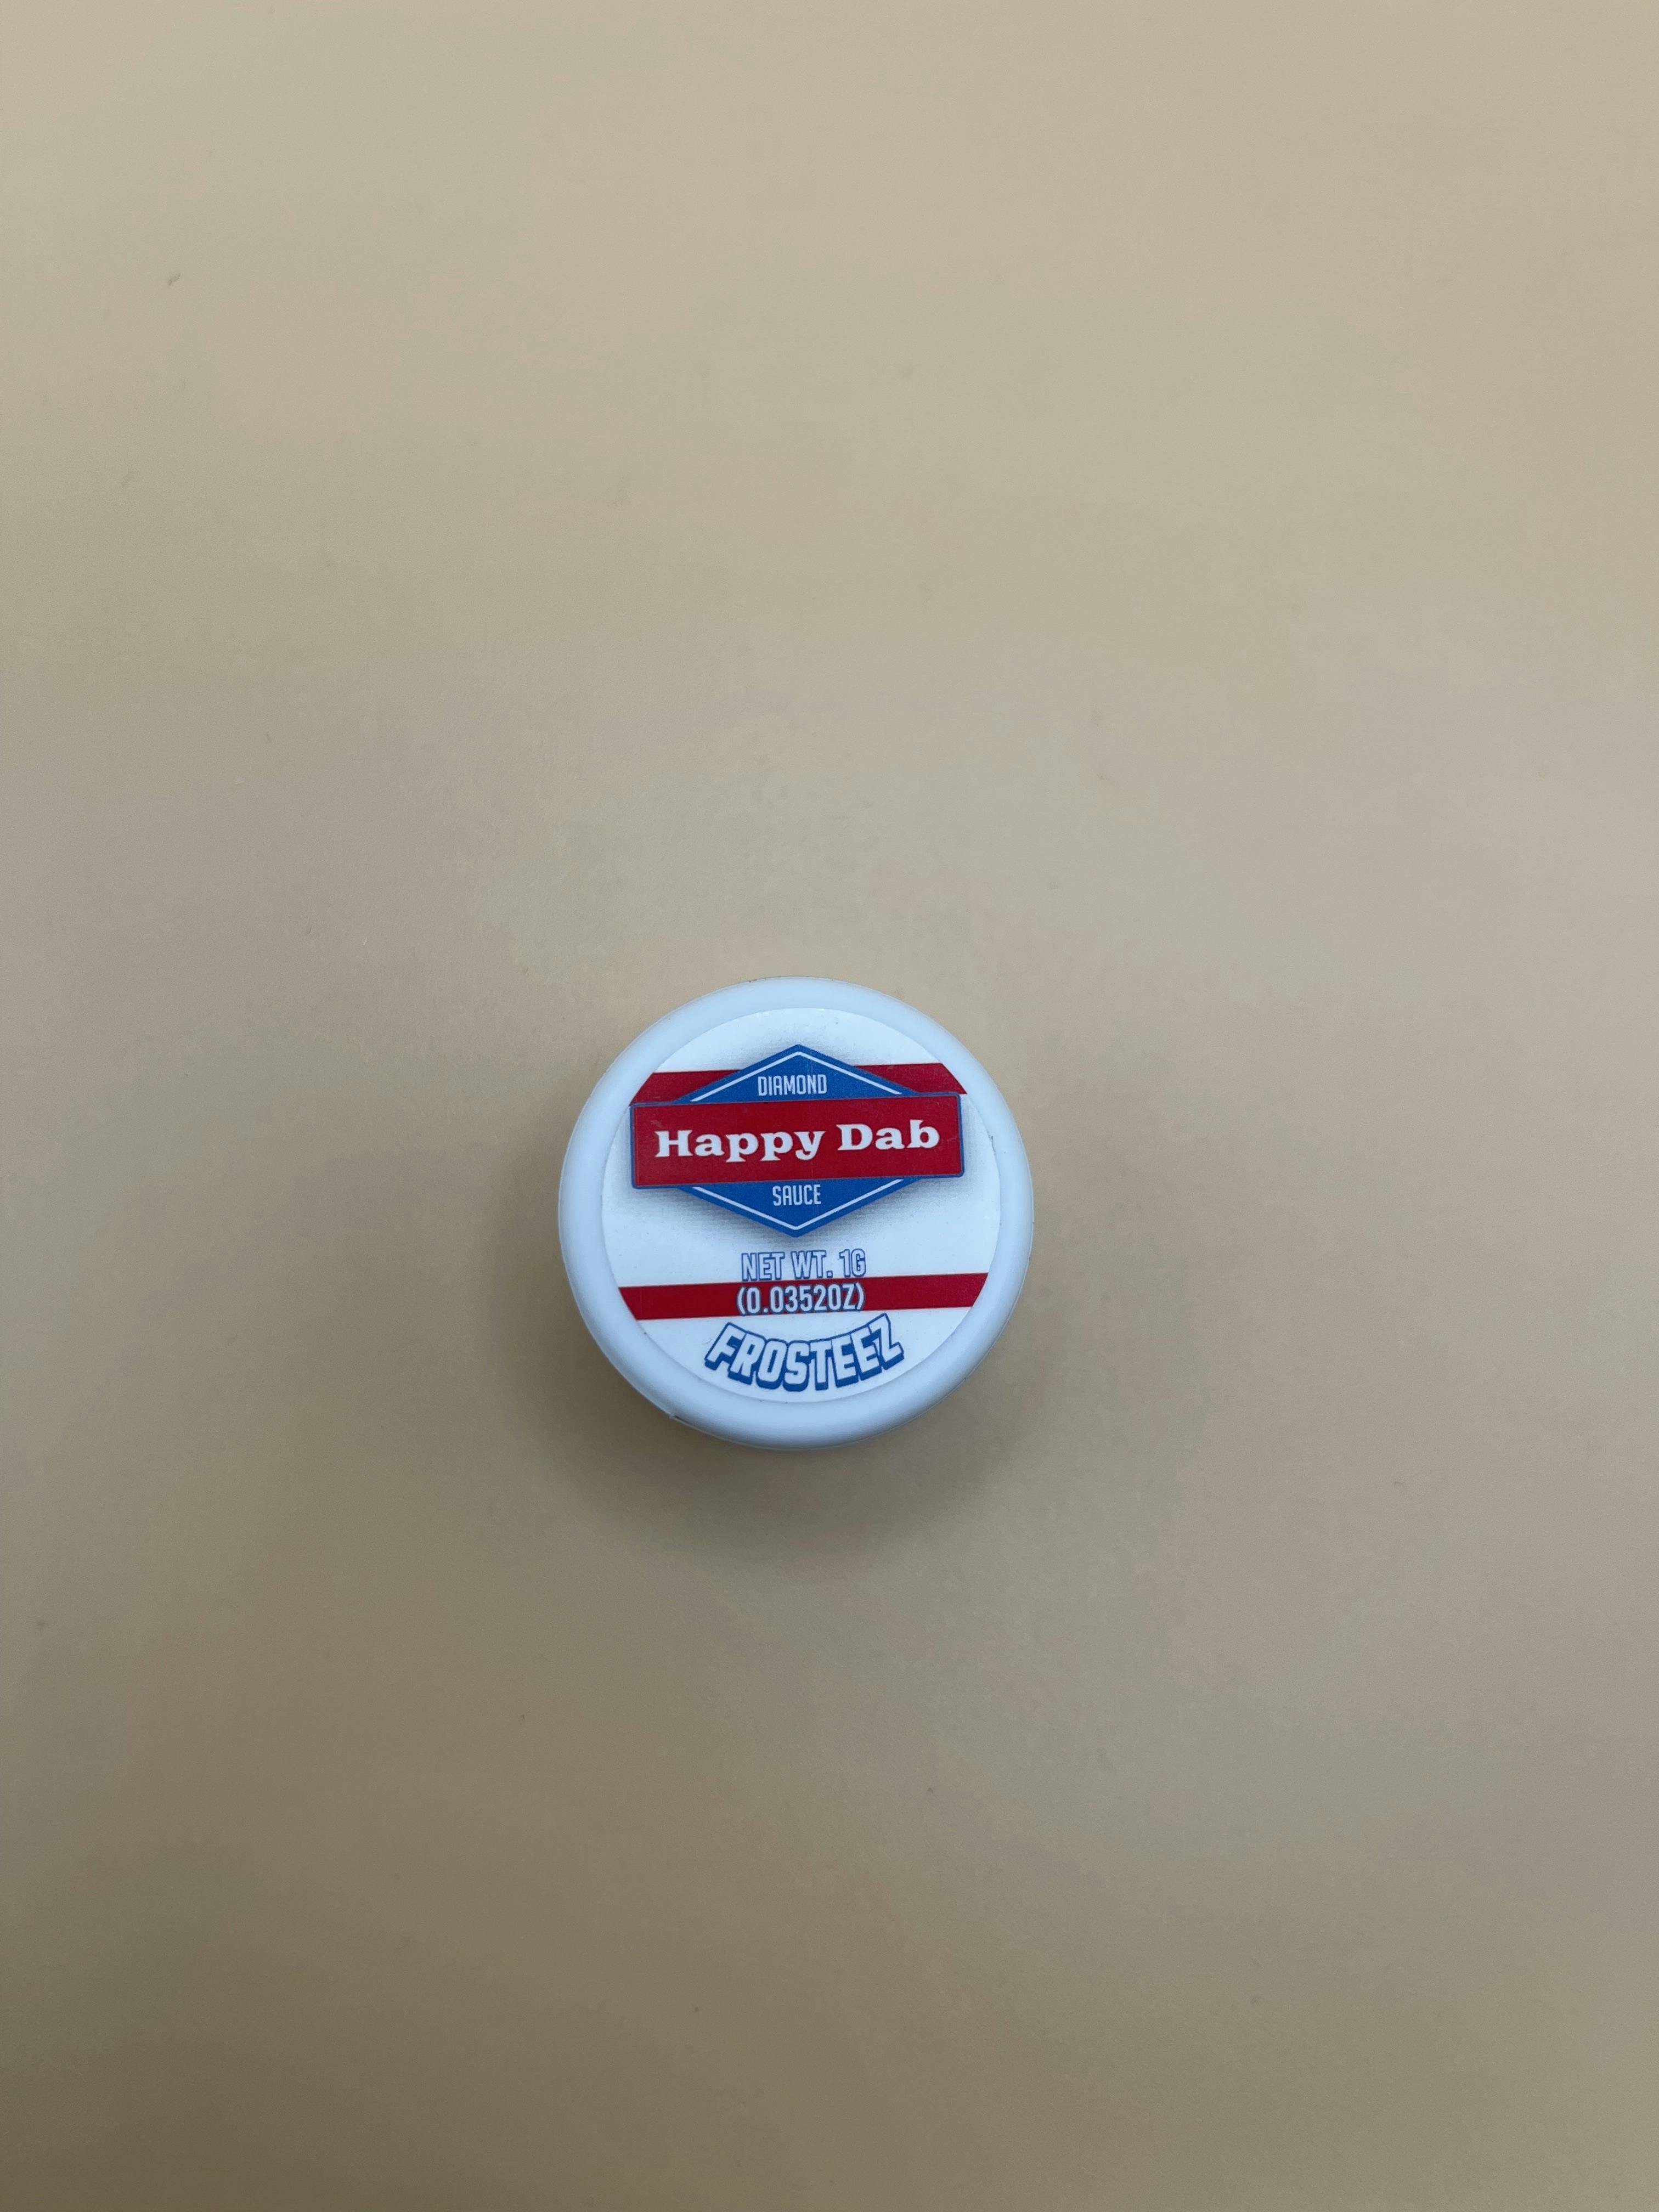 DIAMOND
Happy Dab
SAUCE
NET WT. 1G
(0.0352OZ)
FROSTEEZ